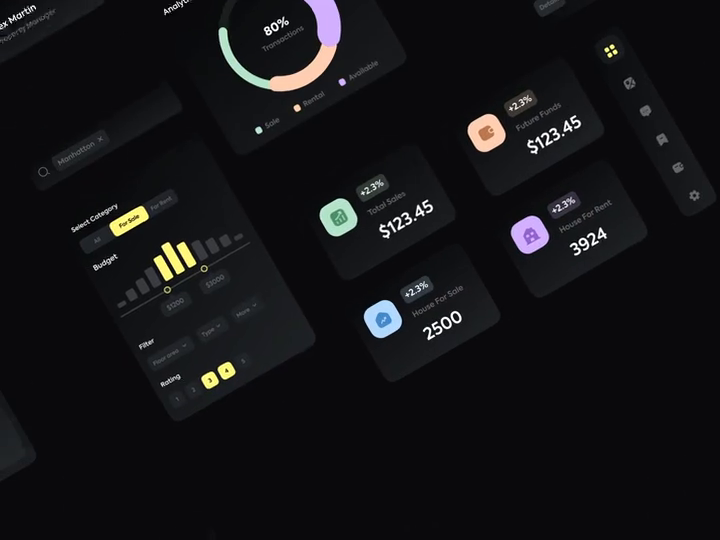 ex Martin
Property Manager
Analyt
80%
Transactions
Sale
Rental
Available
Manhattan ×
Select Category
All
For Sale
For Rent
Budget
$1200
$3000
Filter
Floor area
Type
More
Rating
1
2
3
4
5
+2.3%
Total Sales
$123.45
+2.3%
Future Funds
$123.45
+2.3%
House For Sale
2500
+2.3%
House For Rent
3924